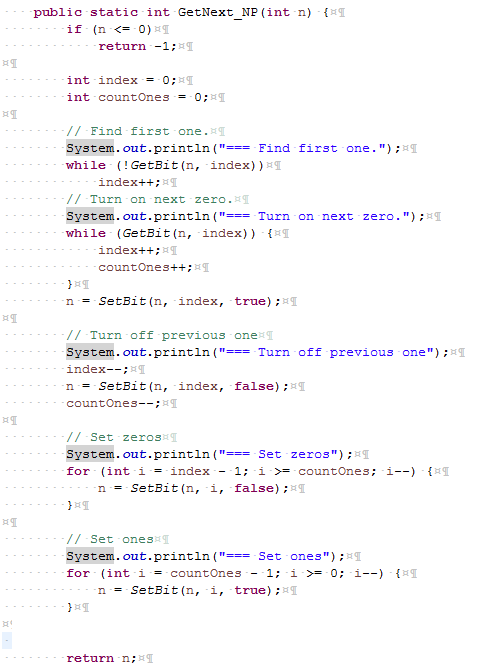 public static int GetNext_NP(int n) {¤¶
if (n <= 0)¤¶
return -1;¤¶
¤¶
int index = 0;¤¶
int countOnes = 0;¤¶
¤¶
// Find first one.¤¶
System.out.println("=== Find first one.");¤¶
while (!GetBit(n, index))¤¶
index++;¤¶
// Turn on next zero.¤¶
System.out.println("=== Turn on next zero.");¤¶
while (GetBit(n, index)) {¤¶
index++;¤¶
countOnes++;¤¶
}¤¶
n = SetBit(n, index, true);¤¶
¤¶
// Turn off previous one¤¶
System.out.println("=== Turn off previous one");¤¶
index--;¤¶
n = SetBit(n, index, false);¤¶
countOnes--;¤¶
¤¶
// Set zeros¤¶
System.out.println("=== Set zeros");¤¶
for (int i = index - 1; i >= countOnes; i--) {¤¶
n = SetBit(n, i, false);¤¶
}¤¶
¤¶
// Set ones¤¶
System.out.println("=== Set ones");¤¶
for (int i = countOnes - 1; i >= 0; i--) {¤¶
n = SetBit(n, i, true);¤¶
}¤¶
¤¶
return n;¤¶